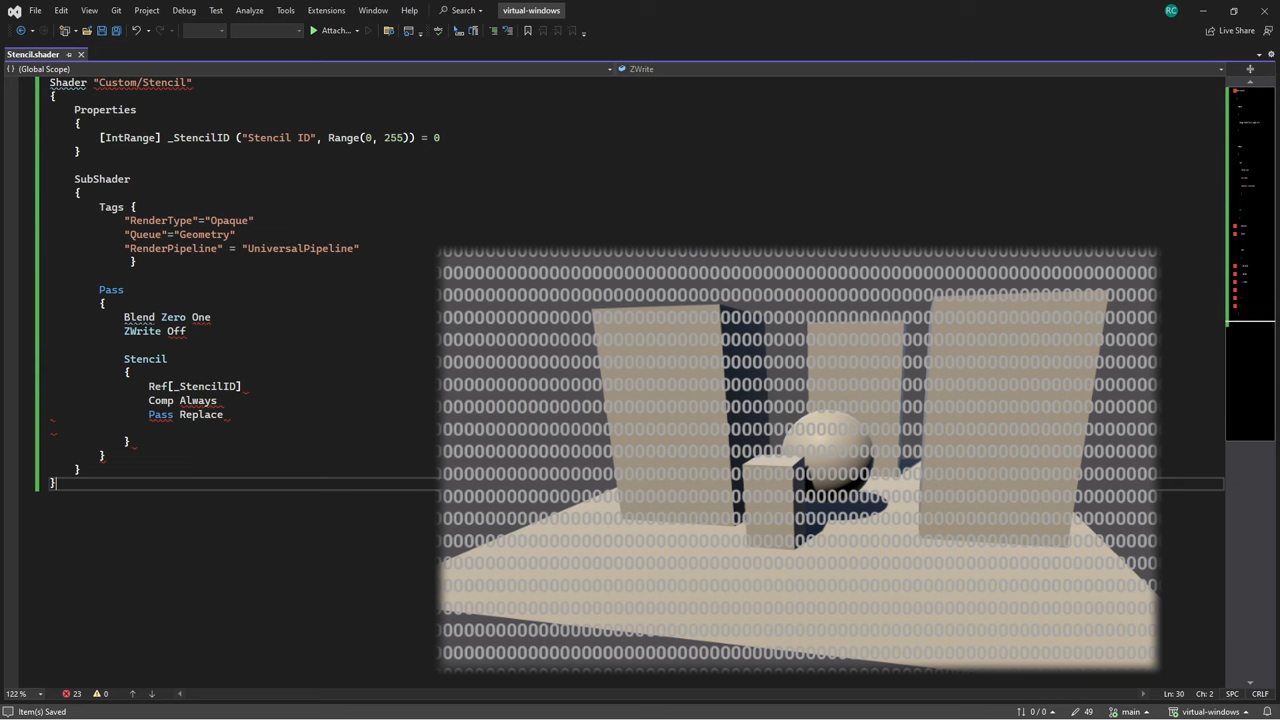 File Edit View Git Project Debug Test Analyze Tools Extensions Window Help Search virtual-windows RC
Attach... Live Share
Stencil.shader
(Global Scope) ZWrite
Shader "Custom/Stencil"
{
Properties
{
[IntRange] _StencilID ("Stencil ID", Range(0, 255)) = 0
}
SubShader
{
Tags {
"RenderType"="Opaque"
"Queue"="Geometry"
"RenderPipeline" = "UniversalPipeline"
}
Pass
{
Blend Zero One
ZWrite Off
Stencil
{
Ref[_StencilID]
Comp Always
Pass Replace
}
}
}
}
122 % 23 0 Ln: 30 Ch: 2 SPC CRLF
Item(s) Saved 0 / 0 49 main virtual-windows